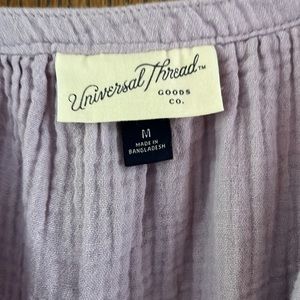 Universal Thread™
GOODS
CO.
M
MADE IN
BANGLADESH